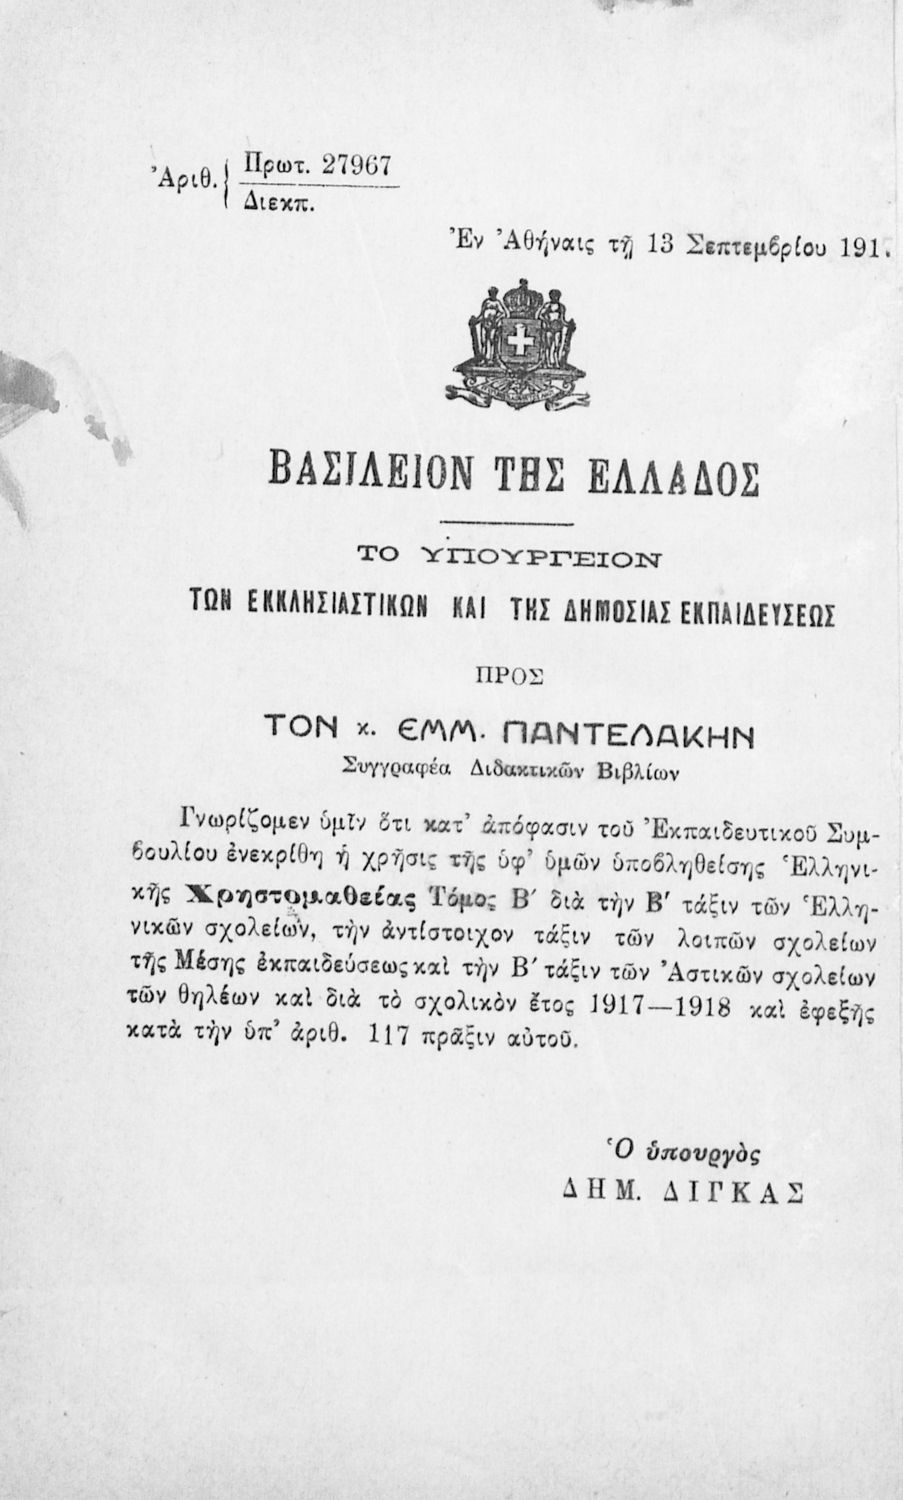 Ἀριθ. { Πρωτ. 27967
Διεκπ.
Ἐν Ἀθήναις τῇ 13 Σεπτεμβρίου 191
ΒΑΣΙΛΕΙΟΝ ΤΗΣ ΕΛΛΑΔΟΣ
ΤΟ ΥΠΟΥΡΓΕΙΟΝ
ΤΩΝ ΕΚΚΛΗΣΙΑΣΤΙΚΩΝ ΚΑΙ ΤΗΣ ΔΗΜΟΣΙΑΣ ΕΚΠΑΙΔΕΥΣΕΩΣ
ΠΡΟΣ
ΤΟΝ κ. ΕΜΜ. ΠΑΝΤΕΛΑΚΗΝ
Συγγραφέα Διδακτικῶν Βιβλίων
Γνωρίζομεν ὑμῖν ὅτι κατ’ ἀπόφασιν τοῦ Ἐκπαιδευτικοῦ Συμ-
βουλίου ἐνεκρίθη ἡ χρῆσις τῆς ὑφ’ ὑμῶν ὑποβληθείσης Ἑλληνι-
κῆς Χρηστομαθείας Τόμος Β′ διὰ τὴν Β′ τάξιν τῶν Ἑλλη-
νικῶν σχολείων, τὴν ἀντίστοιχον τάξιν τῶν λοιπῶν σχολείων
τῆς Μέσης ἐκπαιδεύσεως καὶ τὴν Β′ τάξιν τῶν Ἀστικῶν σχολείων
τῶν θηλέων καὶ διὰ τὸ σχολικὸν ἔτος 1917—1918 καὶ ἐφεξῆς
κατὰ τὴν ὑπ’ ἀριθ. 117 πρᾶξιν αὐτοῦ.
Ὁ ὑπουργὸς
ΔΗΜ. ΔΙΓΚΑΣ